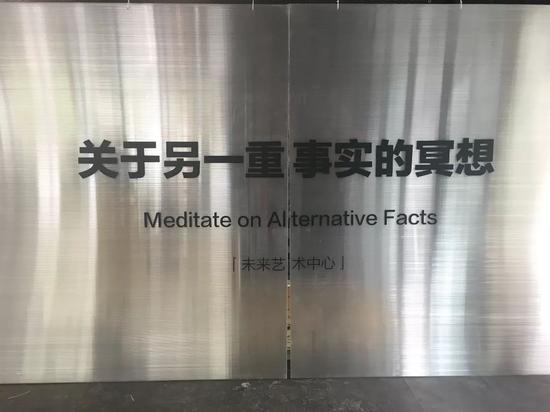 关于另一重事实的冥想
Meditate on Alternative Facts
「未来艺术中心」